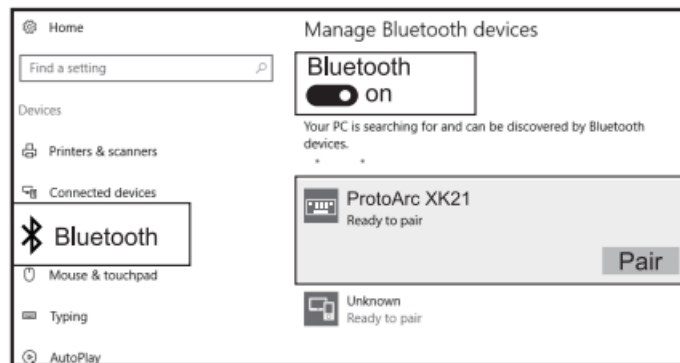 Home
Find a setting
Devices
Printers & scanners
Connected devices
Bluetooth
Mouse & touchpad
Typing
AutoPlay
Manage Bluetooth devices
Bluetooth
on
Your PC is searching for and can be discovered by Bluetooth
devices.
ProtoArc XK21
Ready to pair
Pair
Unknown
Ready to pair